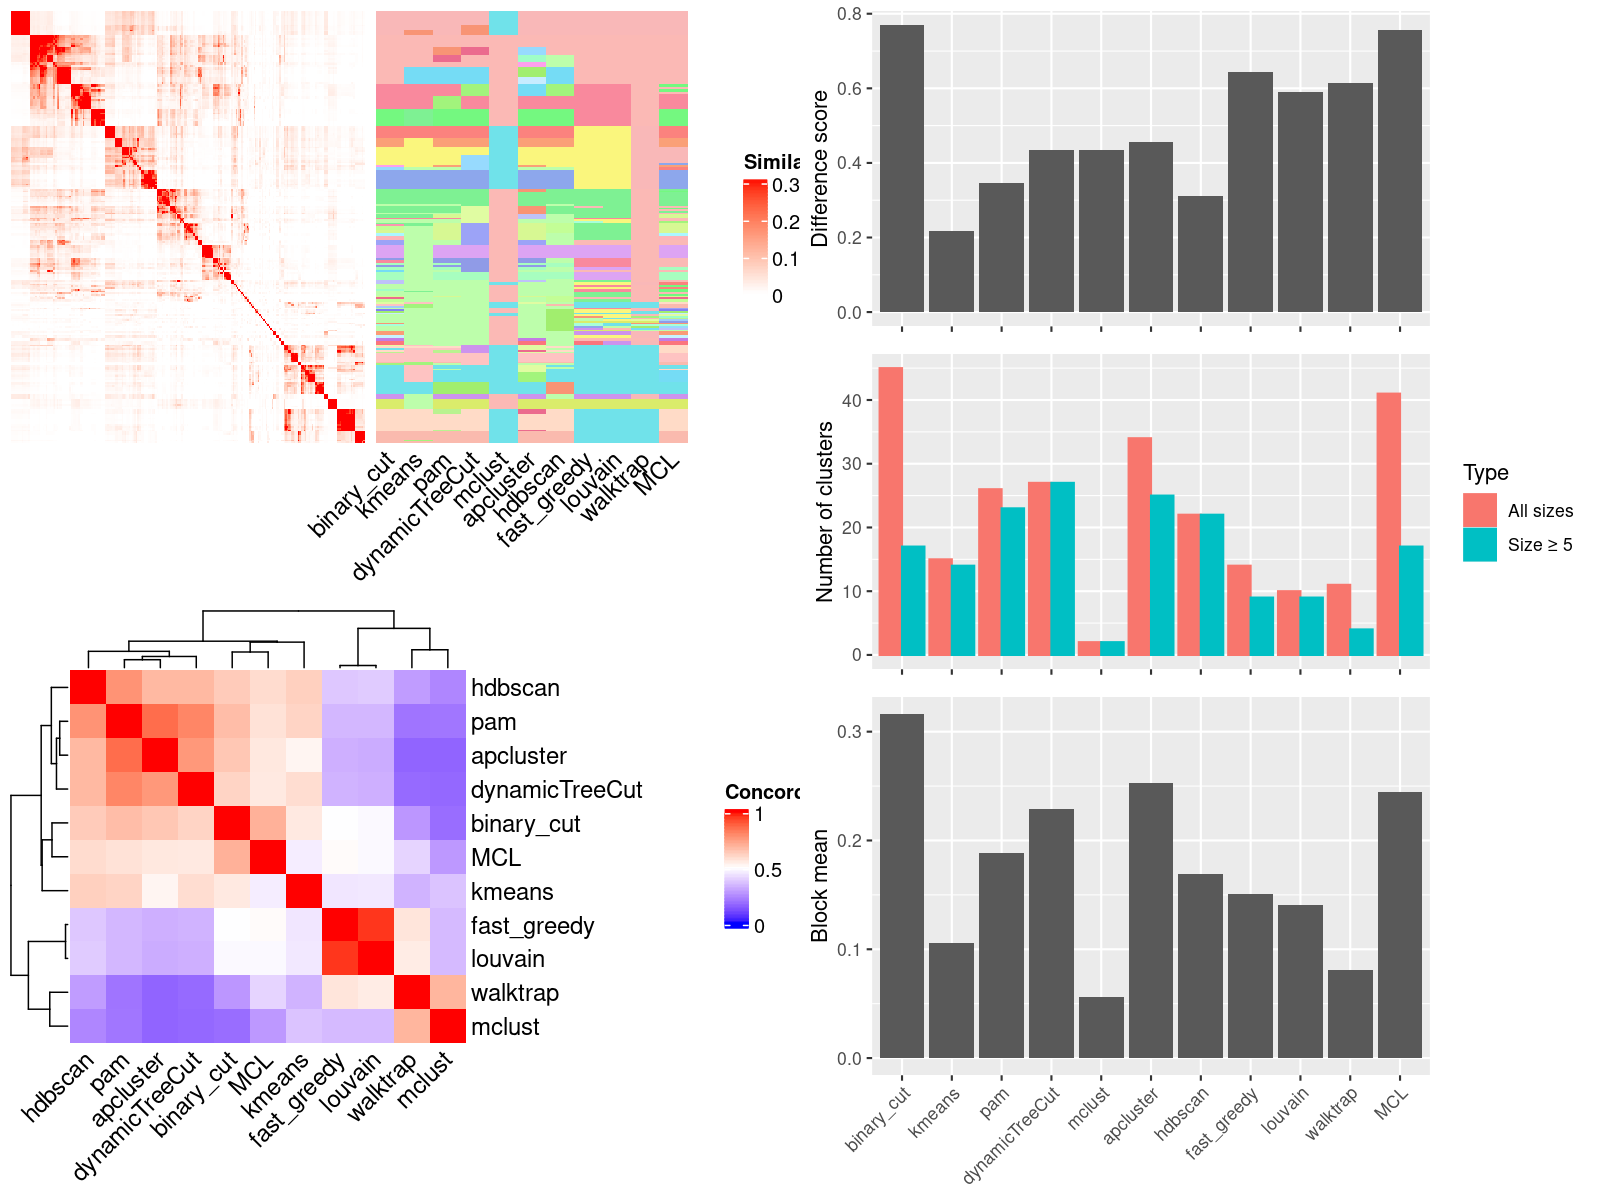 Simila
0.3
0.2
0.1
0
binary_cut
kmeans
pam
dynamicTreeCut
mclust
apcluster
hdbscan
fast_greedy
louvain
walktrap
MCL
hdbscan
pam
apcluster
dynamicTreeCut
binary_cut
MCL
kmeans
fast_greedy
louvain
walktrap
mclust
Concord
1
0.5
0
hdbscan
pam
apcluster
dynamicTreeCut
binary_cut
MCL
kmeans
fast_greedy
louvain
walktrap
mclust
Difference score
0.8
0.6
0.4
0.2
0.0
Number of clusters
40
30
20
10
0
Type
All sizes
Size ≥ 5
Block mean
0.3
0.2
0.1
0.0
binary_cut
kmeans
pam
dynamicTreeCut
mclust
apcluster
hdbscan
fast_greedy
louvain
walktrap
MCL